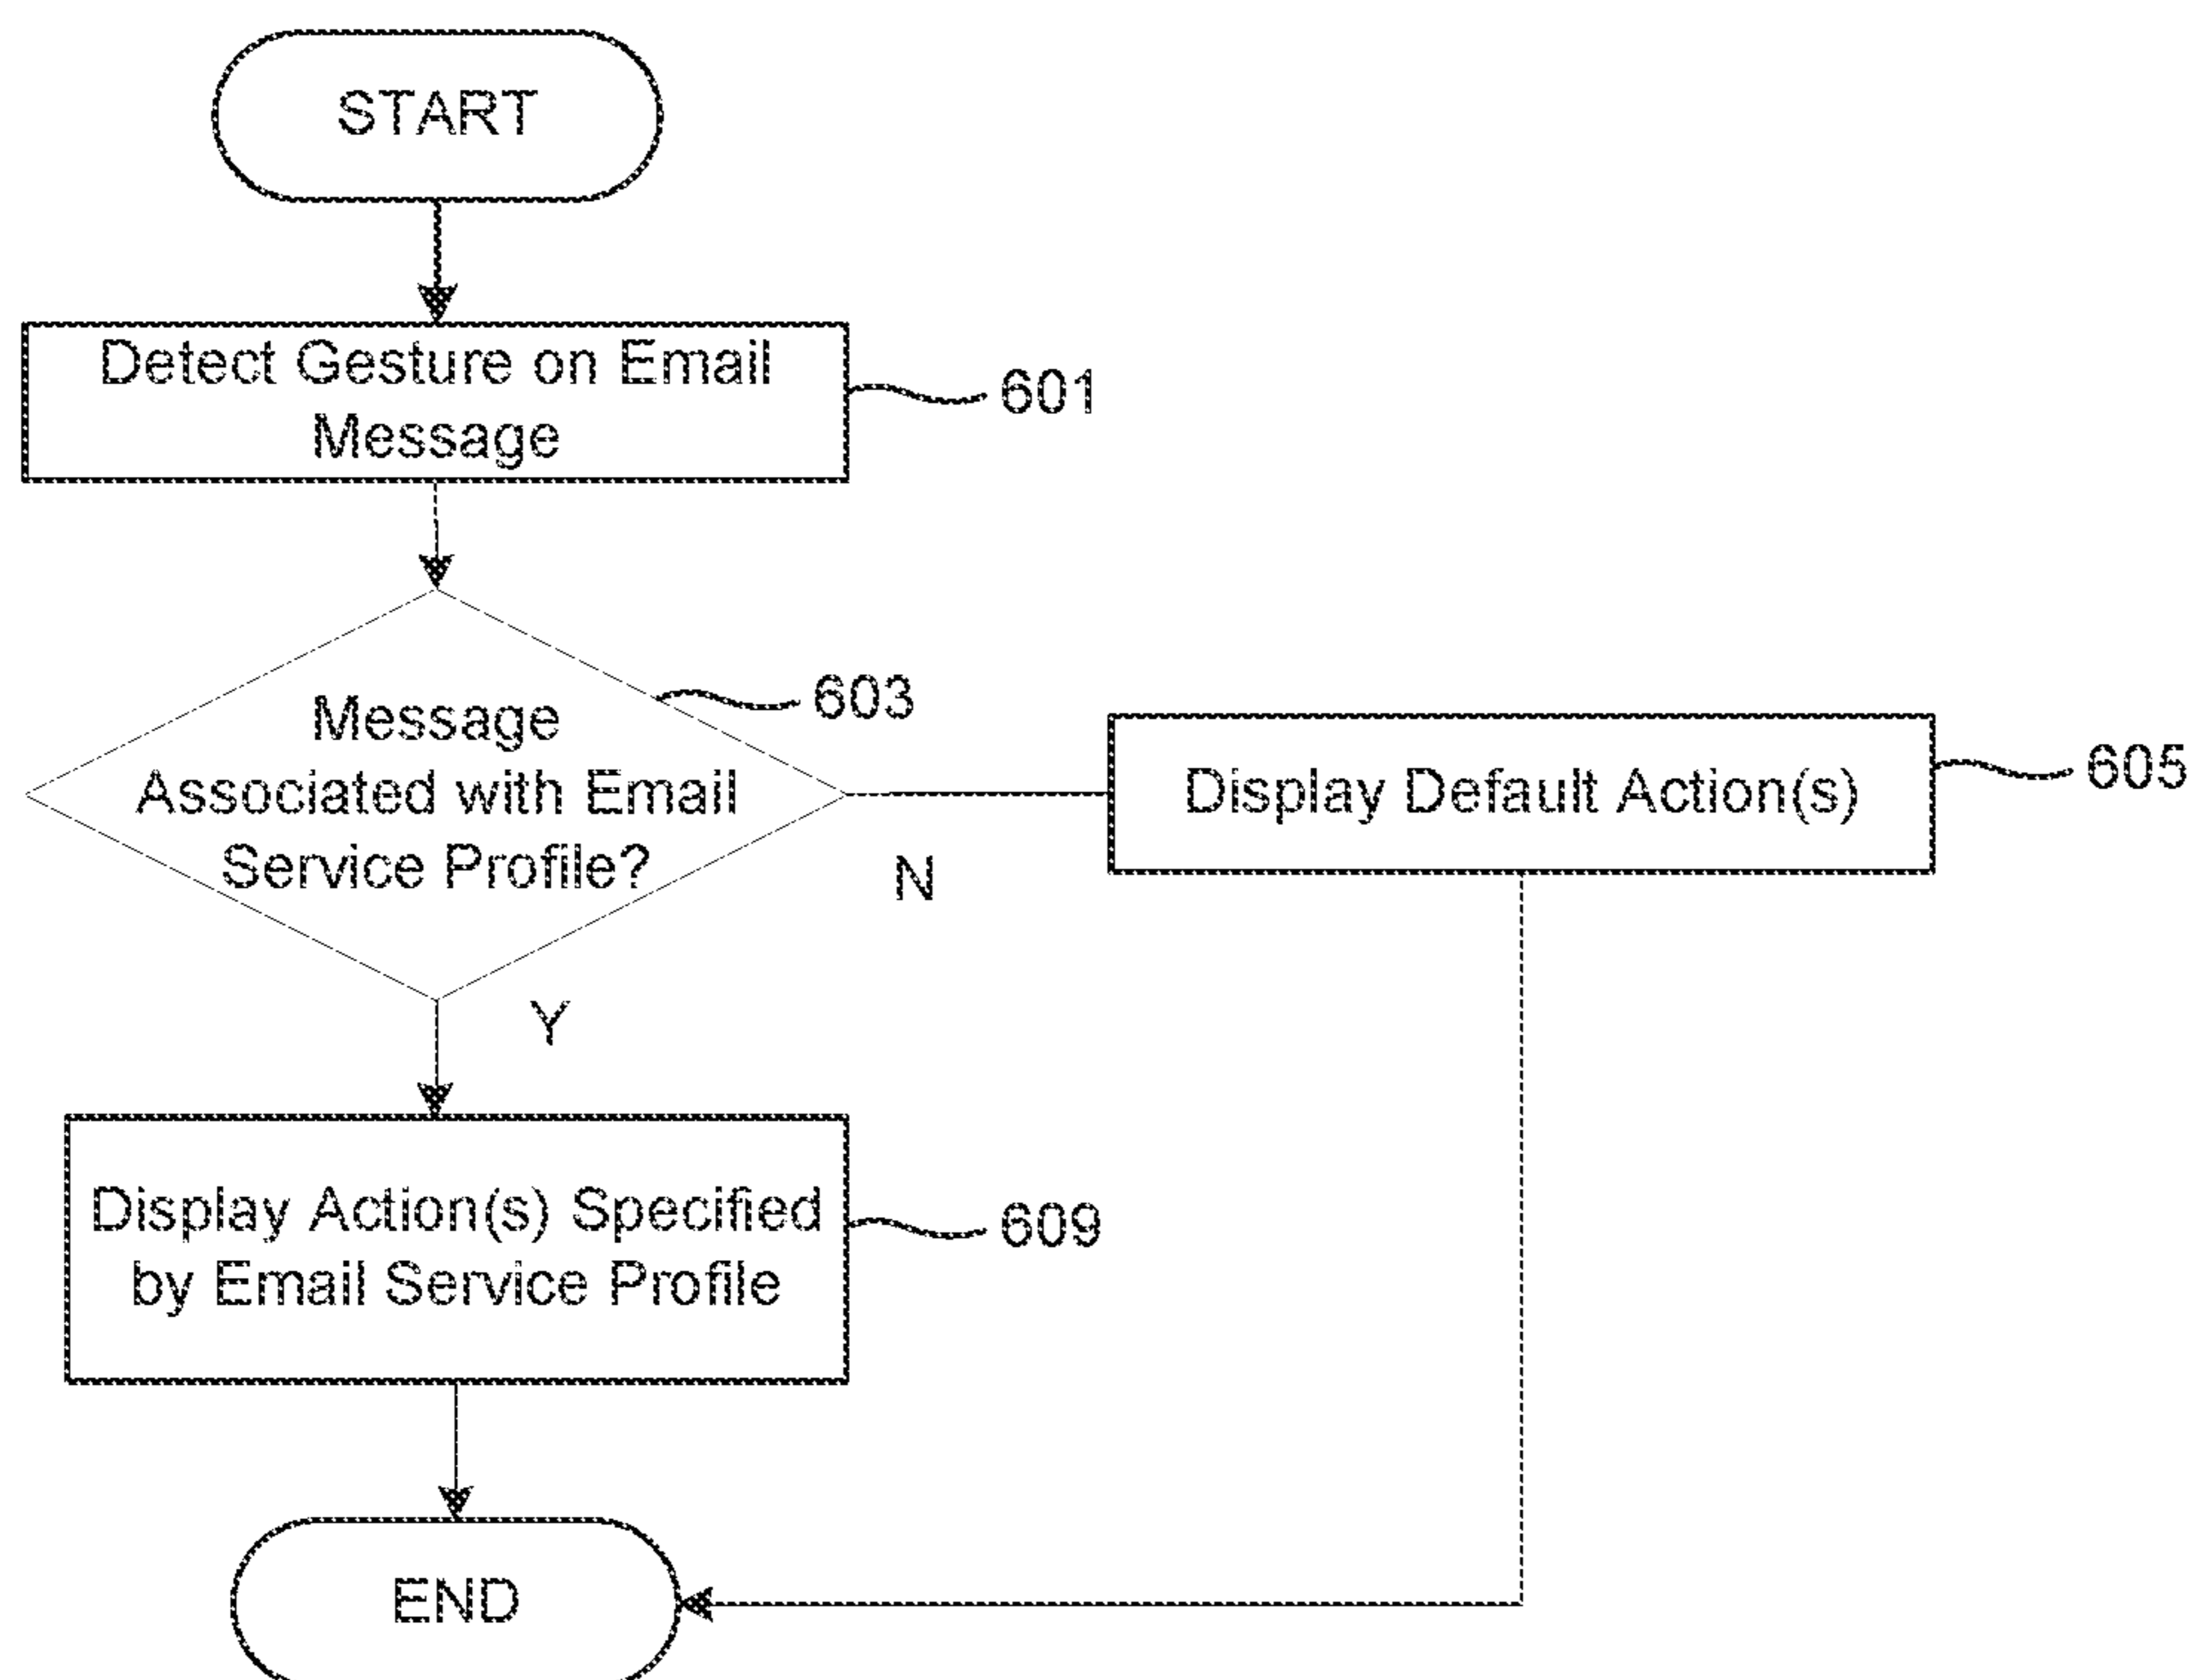 START
Detect Gesture on Email
Message
601
Message
Associated with Email
Service Profile?
603
N
Display Default Action(s)
605
Y
Display Action(s) Specified
by Email Service Profile
609
END